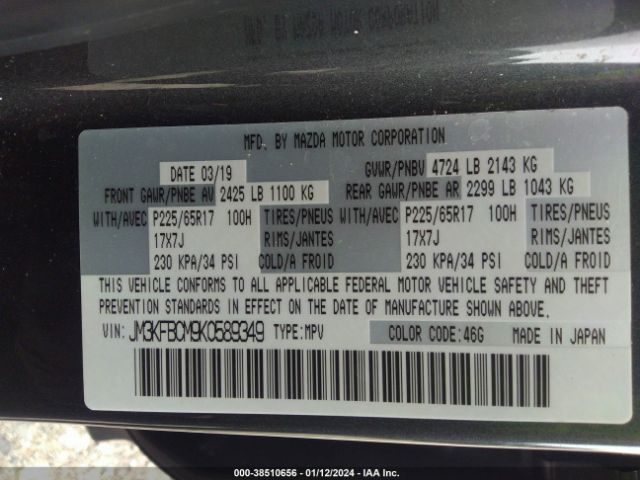 MFD. BY MAZDA MOTOR CORPORATION
DATE 03/19 GVWR/PNBV 4724 LB 2143 KG
FRONT GAWR/PNBE AV 2425 LB 1100 KG REAR GAWR/PNBE AR 2299 LB 1043 KG
WITH/AVEC P225/65R17 100H TIRES/PNEUS WITH/AVEC P225/65R17 100H TIRES/PNEUS
17X7J RIMS/JANTES 17X7J RIMS/JANTES
230 KPA/34 PSI COLD/A FROID 230 KPA/34 PSI COLD/A FROID
THIS VEHICLE CONFORMS TO ALL APPLICABLE FEDERAL MOTOR VEHICLE SAFETY AND THEFT
PREVENTION STANDARDS IN EFFECT ON THE DATE OF MANUFACTURE SHOWN ABOVE.
VIN: JM3KFBCM9K0589349 TYPE: MPV COLOR CODE: 46G MADE IN JAPAN
000-38510656 - 01/12/2024 - IAA Inc.